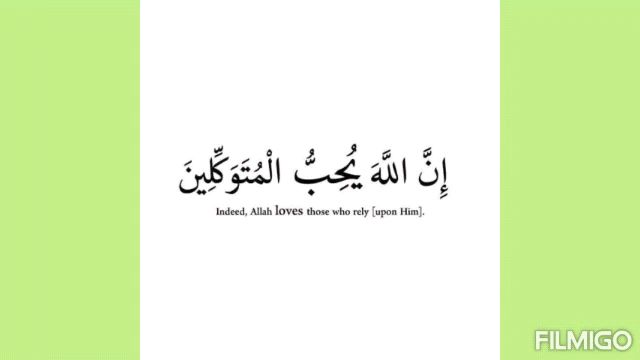 إِنَّ اللَّهَ يُحِبُّ الْمُتَوَكِّلِينَ
Indeed, Allah loves those who rely [upon Him].
FILMIGO